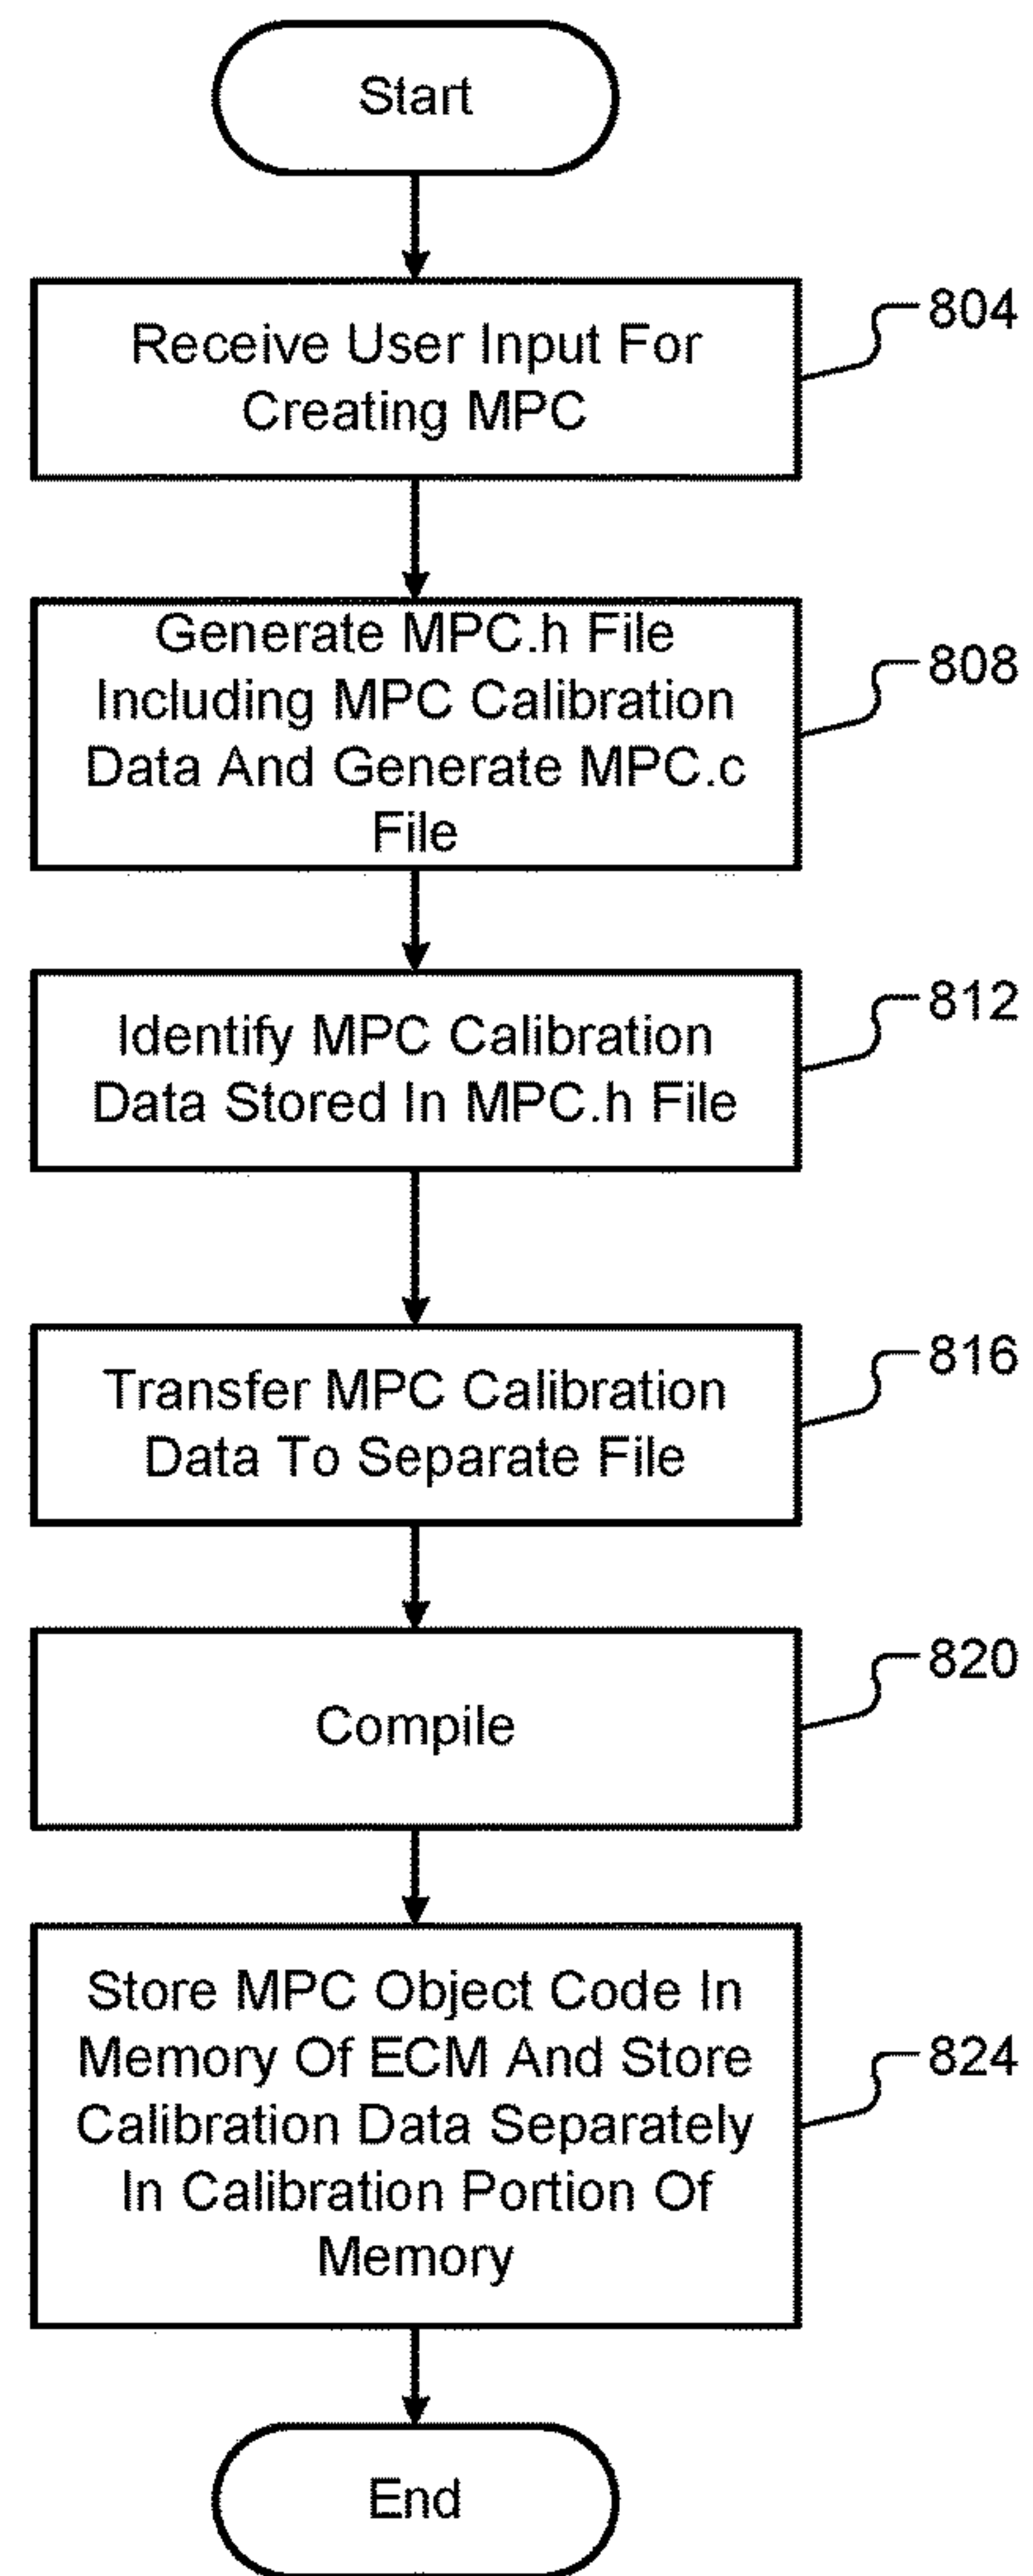 Start
Receive User Input For
Creating MPC
804
Generate MPC.h File
Including MPC Calibration
Data And Generate MPC.c
File
808
Identify MPC Calibration
Data Stored In MPC.h File
812
Transfer MPC Calibration
Data To Separate File
816
Compile
820
Store MPC Object Code In
Memory Of ECM And Store
Calibration Data Separately
In Calibration Portion Of
Memory
824
End